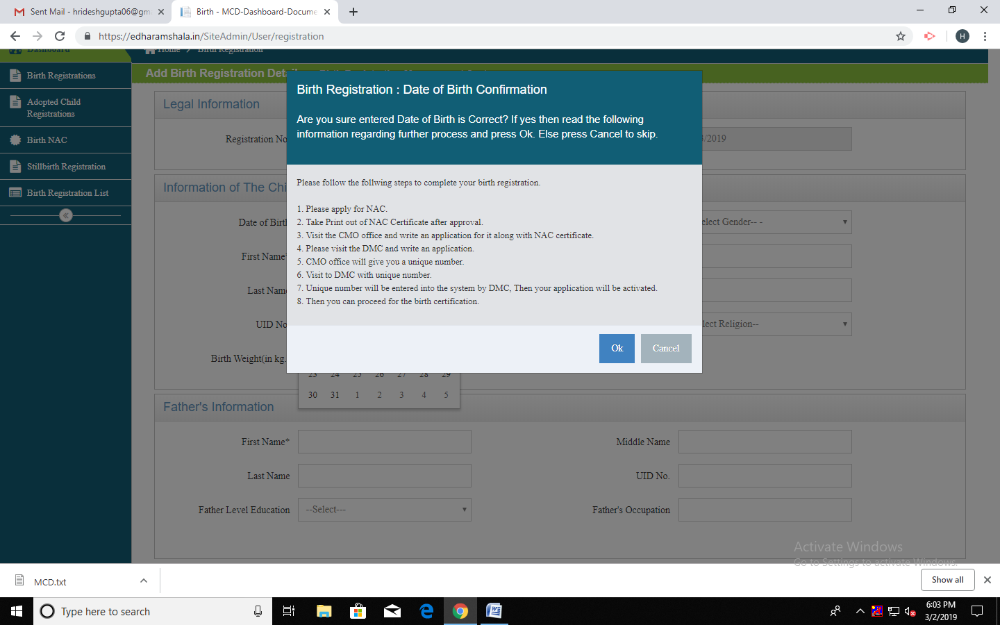 Sent Mail - hrideshgupta06@gm
Birth - MCD-Dashboard-Docume
https://edharamshala.in/SiteAdmin/User/registration
H
Dashboard
Home > Birth Registration
Birth Registrations
Adopted Child
Registrations
Birth NAC
Stillbirth Registration
Birth Registration List
Add Birth Registration
Legal Information
Registration No
/2019
Information of The Chi
Date of Birt
elect Gender-- -
First Name*
Last Nam
UID No
lect Religion--
Birth Weight(in kg.
Birth Registration : Date of Birth Confirmation
Are you sure entered Date of Birth is Correct? If yes then read the following
information regarding further process and press Ok. Else press Cancel to skip.
Please follow the follwing steps to complete your birth registration.
1. Please apply for NAC.
2. Take Print out of NAC Certificate after approval.
3. Visit the CMO office and write an application for it along with NAC certificate.
4. Please visit the DMC and write an application.
5. CMO office will give you a unique number.
6. Visit to DMC with unique number.
7. Unique number will be entered into the system by DMC, Then your application will be activated.
8. Then you can proceed for the birth certification.
Ok Cancel
23 24 25 26 27 28 29
30 31 1 2 3 4 5
Father's Information
First Name*
Middle Name
Last Name
UID No.
Father Level Education
--Select---
Father's Occupation
Activate Windows
Go to Settings to activate Windows.
MCD.txt
Show all
Type here to search
6:03 PM
3/2/2019